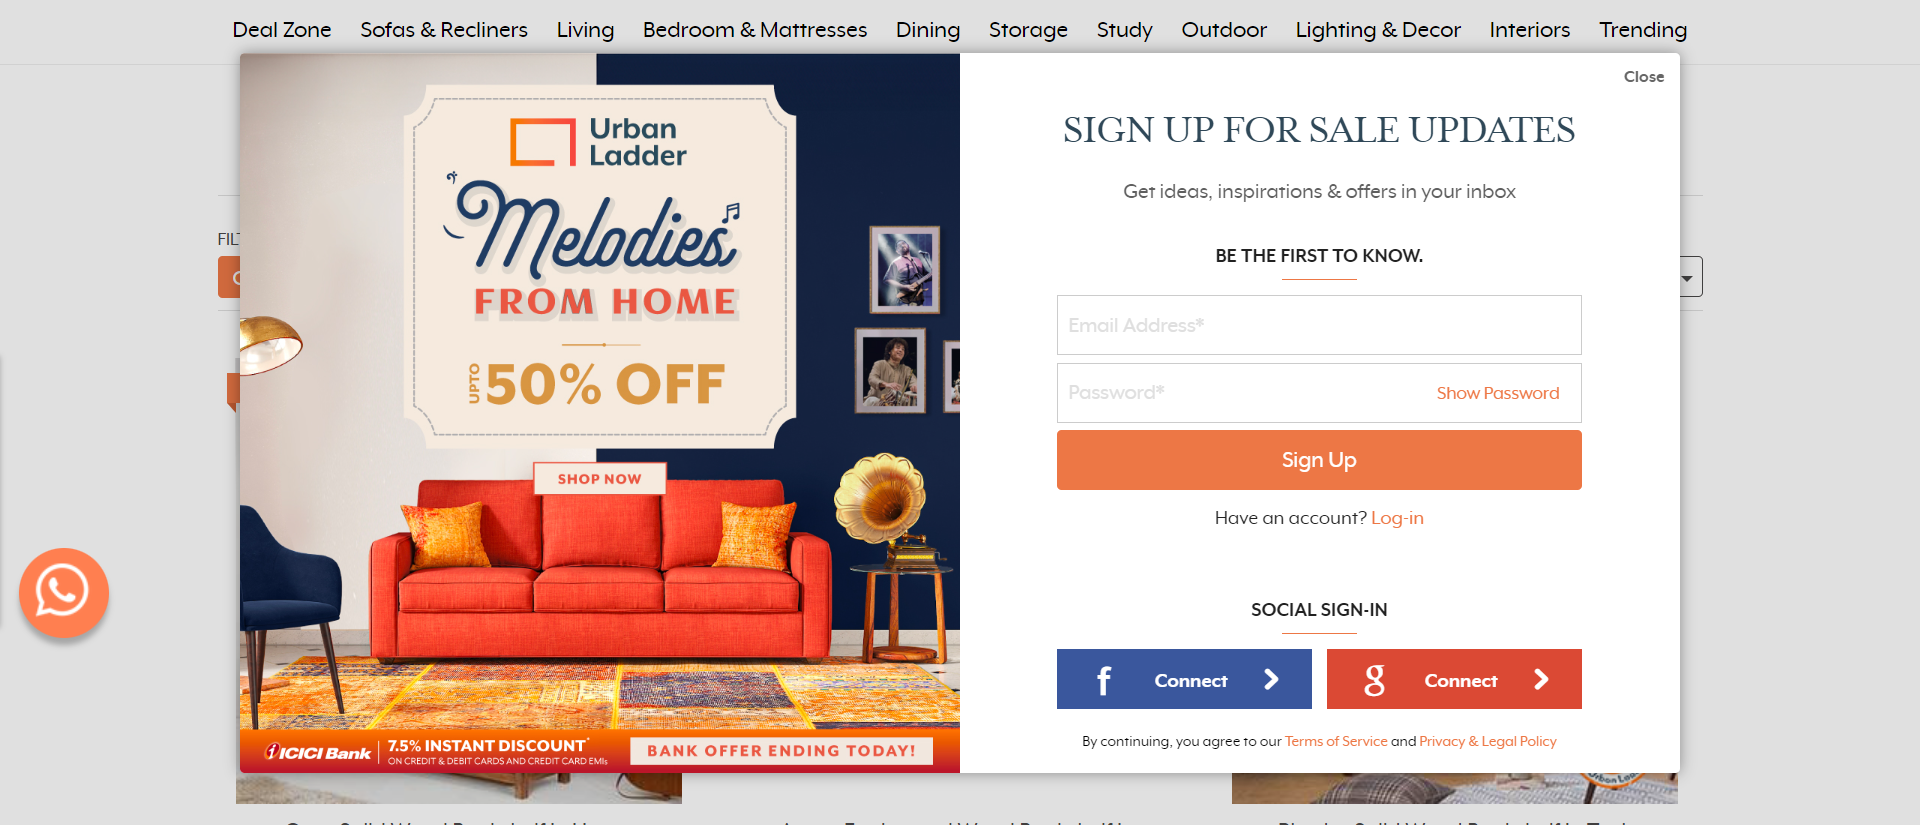 Deal Zone Sofas & Recliners Living Bedroom & Mattresses Dining Storage Study Outdoor Lighting & Decor Interiors Trending
Close
Urban
Ladder
Melodies
FROM HOME
UPTO 50% OFF
SHOP NOW
ICICI Bank
7.5% INSTANT DISCOUNT*
ON CREDIT & DEBIT CARDS AND CREDIT CARD EMIs
BANK OFFER ENDING TODAY!
SIGN UP FOR SALE UPDATES
Get ideas, inspirations & offers in your inbox
BE THE FIRST TO KNOW.
Email Address*
Password* Show Password
Sign Up
Have an account? Log-in
SOCIAL SIGN-IN
f Connect
g Connect
By continuing, you agree to our Terms of Service and Privacy & Legal Policy